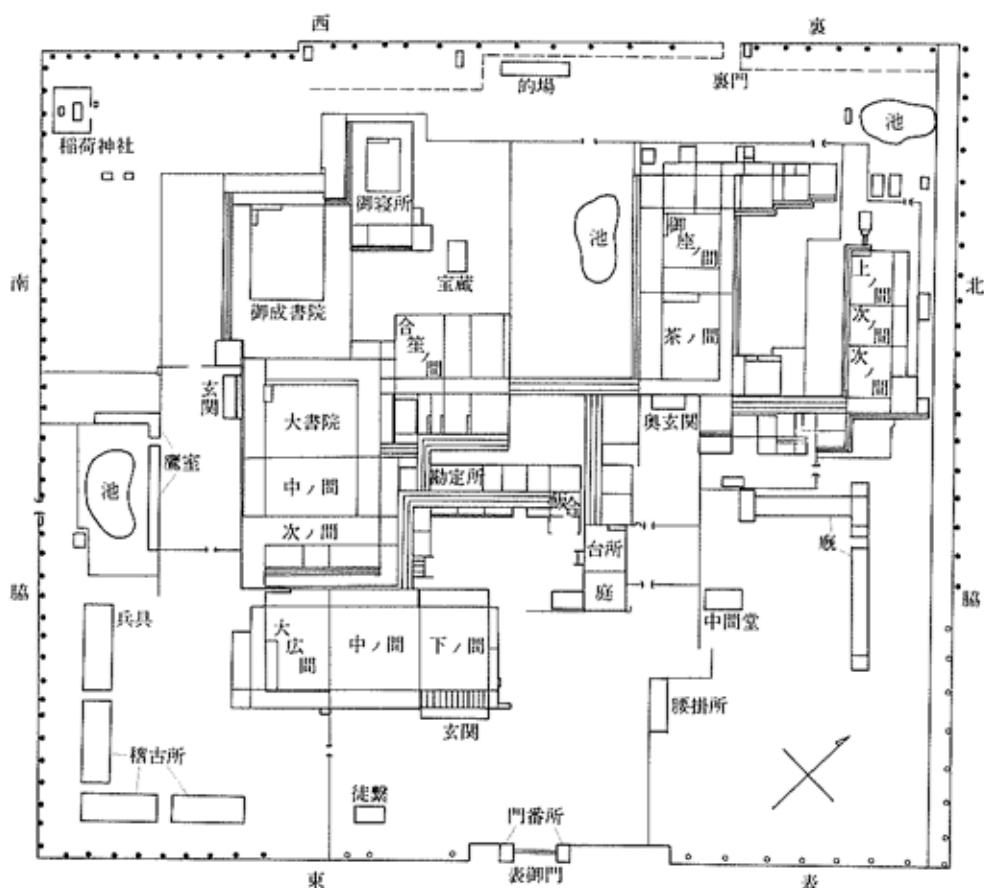 西
裏
的場
裏門
池
稲荷神社
御寝所
御座ノ間
池
宝蔵
上ノ間
南
北
御成書院
合笙ノ間
茶ノ間
次ノ間
次ノ間
玄関
大書院
奥玄関
鷹室
池
中ノ間
勘定所
次ノ間
台所
厩
庭
脇
脇
兵具
中間堂
大広間
中ノ間
下ノ間
腰掛所
玄関
稽古所
徒繋
門番所
東
表御門
表